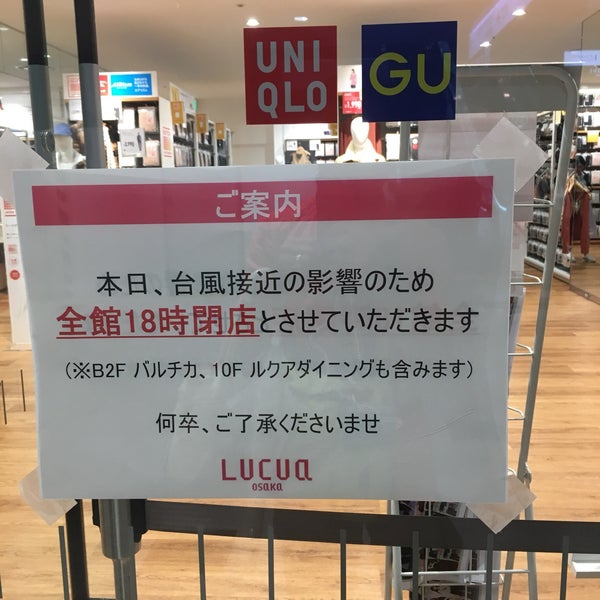 UNI
QLO
GU
ご案内
本日、台風接近の影響のため
全館18時閉店とさせていただきます
(※B2F バルチカ、10F ルクアダイニングも含みます)
何卒、ご了承くださいませ
LUCUA
OSAKA